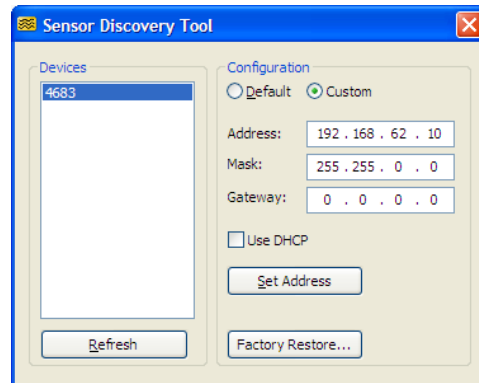 Sensor Discovery Tool
Devices
4683
Refresh
Configuration
Default Custom
Address: 192 . 168 . 62 . 10
Mask: 255 . 255 . 0 . 0
Gateway: 0 . 0 . 0 . 0
Use DHCP
Set Address
Factory Restore...